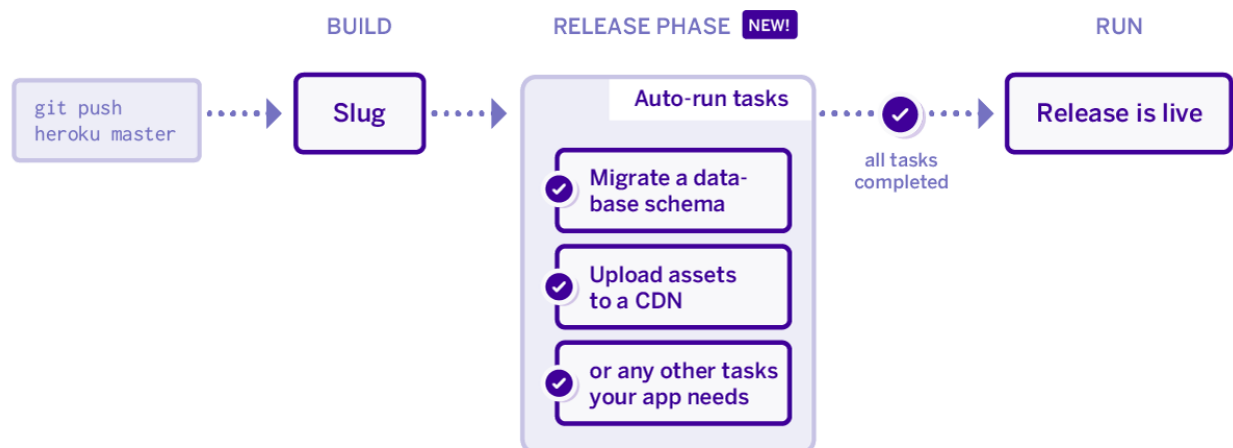 BUILD
RELEASE PHASE NEW!
RUN
git push
heroku master
Slug
Auto-run tasks
Migrate a data-
base schema
Upload assets
to a CDN
or any other tasks
your app needs
all tasks
completed
Release is live